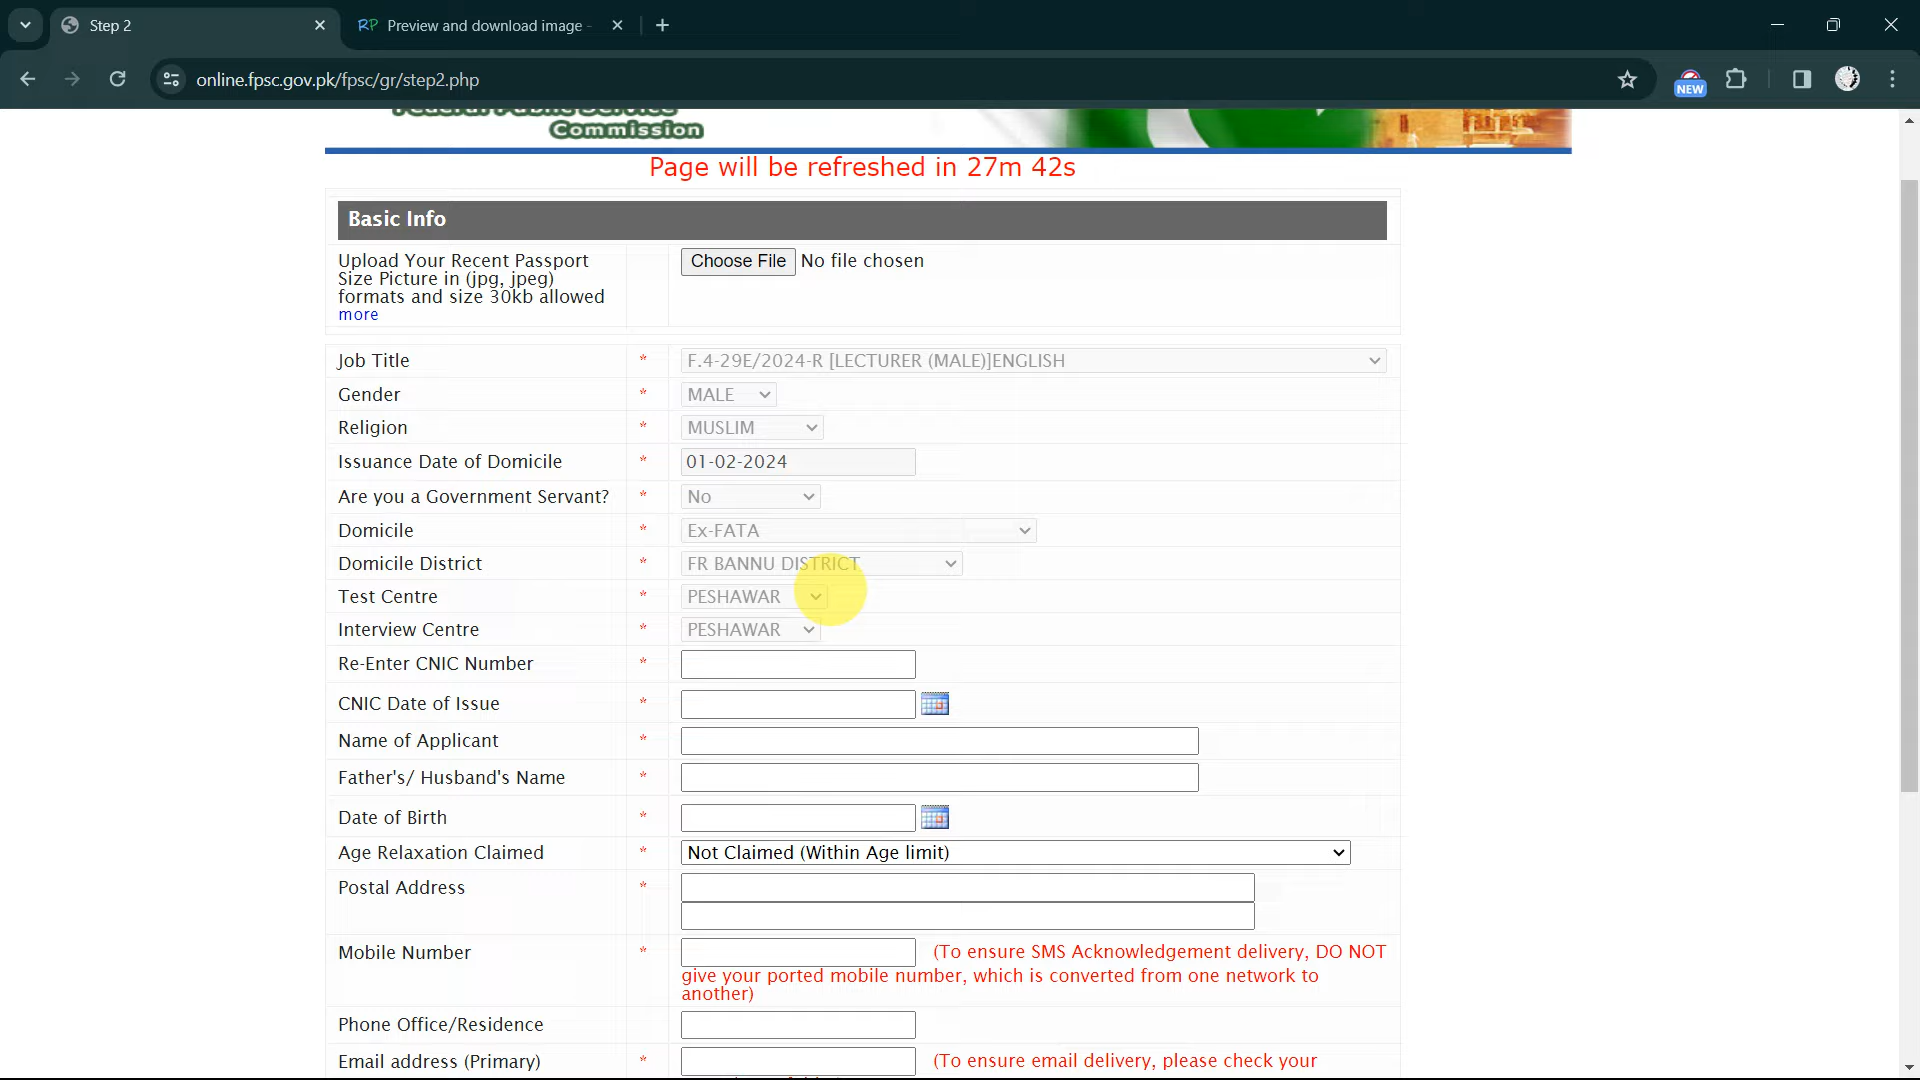 Step 2
RP Preview and download image -
online.fpsc.gov.pk/fpsc/gr/step2.php
NEW
Federal Public Service
Commission
Page will be refreshed in 27m 42s
Basic Info
Upload Your Recent Passport
Size Picture in (jpg, jpeg)
formats and size 30kb allowed
more
Choose File No file chosen
Job Title * F.4-29E/2024-R [LECTURER (MALE)]ENGLISH
Gender * MALE
Religion * MUSLIM
Issuance Date of Domicile * 01-02-2024
Are you a Government Servant? * No
Domicile * Ex-FATA
Domicile District * FR BANNU DISTRICT
Test Centre * PESHAWAR
Interview Centre * PESHAWAR
Re-Enter CNIC Number *
CNIC Date of Issue *
Name of Applicant *
Father's/ Husband's Name *
Date of Birth *
Age Relaxation Claimed * Not Claimed (Within Age limit)
Postal Address *
Mobile Number * (To ensure SMS Acknowledgement delivery, DO NOT
give your ported mobile number, which is converted from one network to
another)
Phone Office/Residence
Email address (Primary) * (To ensure email delivery, please check your